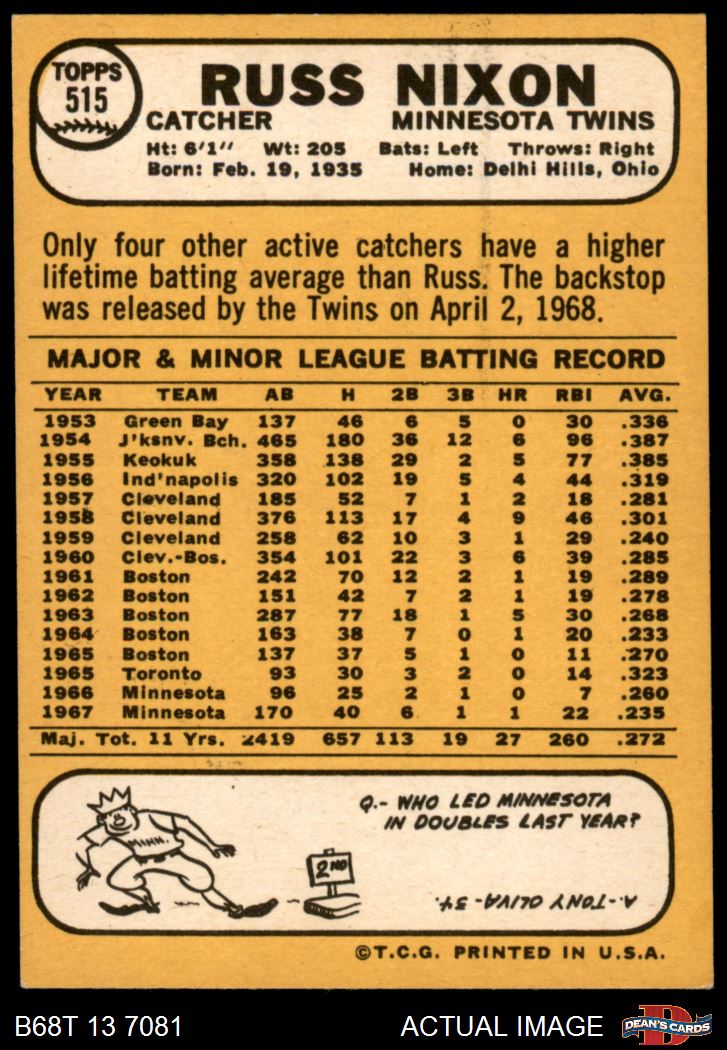 TOPPS
515
RUSS NIXON
CATCHER MINNESOTA TWINS
Ht: 6'1" Wt: 205 Bats: Left Throws: Right
Born: Feb. 19, 1935 Home: Delhi Hills, Ohio
Only four other active catchers have a higher
lifetime batting average than Russ. The backstop
was released by the Twins on April 2, 1968.
MAJOR & MINOR LEAGUE BATTING RECORD
YEAR TEAM AB H 2B 3B HR RBI AVG.
1953 Green Bay 137 46 6 5 0 30 .336
1954 J'ksnv. Bch. 465 180 36 12 6 96 .387
1955 Keokuk 358 138 29 2 5 77 .385
1956 Ind'napolis 320 102 19 5 4 44 .319
1957 Cleveland 185 52 7 1 2 18 .281
1958 Cleveland 376 113 17 4 9 46 .301
1959 Cleveland 258 62 10 3 1 29 .240
1960 Clev.-Bos. 354 101 22 3 6 39 .285
1961 Boston 242 70 12 2 1 19 .289
1962 Boston 151 42 7 2 1 19 .278
1963 Boston 287 77 18 1 5 30 .268
1964 Boston 163 38 7 0 1 20 .233
1965 Boston 137 37 5 1 0 11 .270
1965 Toronto 93 30 3 2 0 14 .323
1966 Minnesota 96 25 2 1 0 7 .260
1967 Minnesota 170 40 6 1 1 22 .235
Maj. Tot. 11 Yrs. 2419 657 113 19 27 260 .272
MINN.
2ND
Q.- WHO LED MINNESOTA
IN DOUBLES LAST YEAR?
A.-TONY OLIVA-34.
©T.C.G. PRINTED IN U.S.A.
B68T 13 7081 ACTUAL IMAGE
D
DEAN'S CARDS